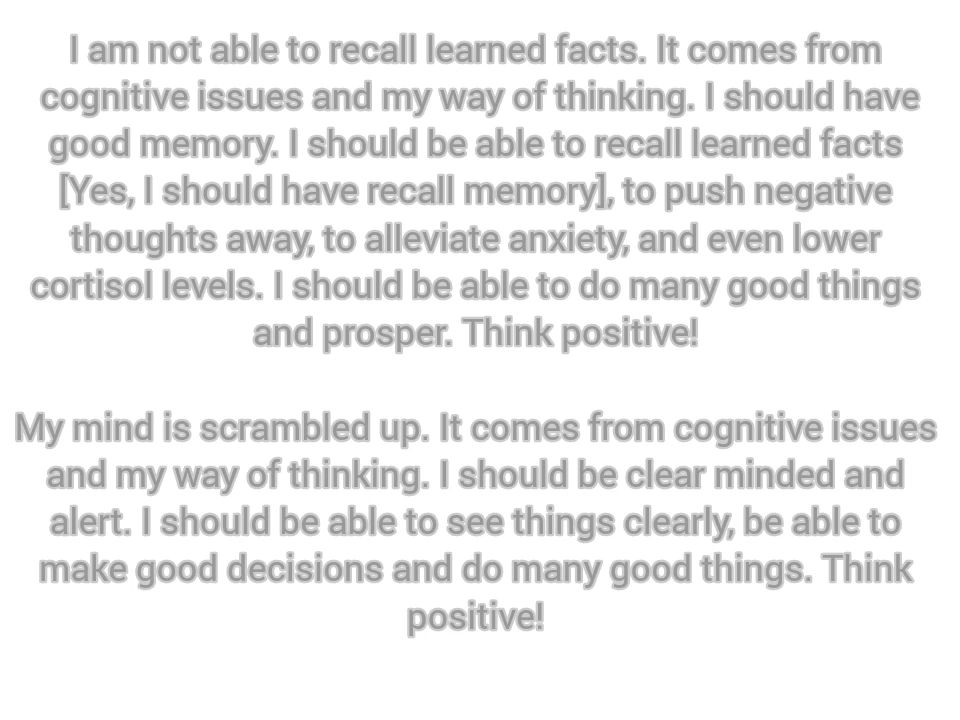 I am not able to recall learned facts. It comes from
cognitive issues and my way of thinking. I should have
good memory. I should be able to recall learned facts
[Yes, I should have recall memory], to push negative
thoughts away, to alleviate anxiety, and even lower
cortisol levels. I should be able to do many good things
and prosper. Think positive!
My mind is scrambled up. It comes from cognitive issues
and my way of thinking. I should be clear minded and
alert. I should be able to see things clearly, be able to
make good decisions and do many good things. Think
positive!